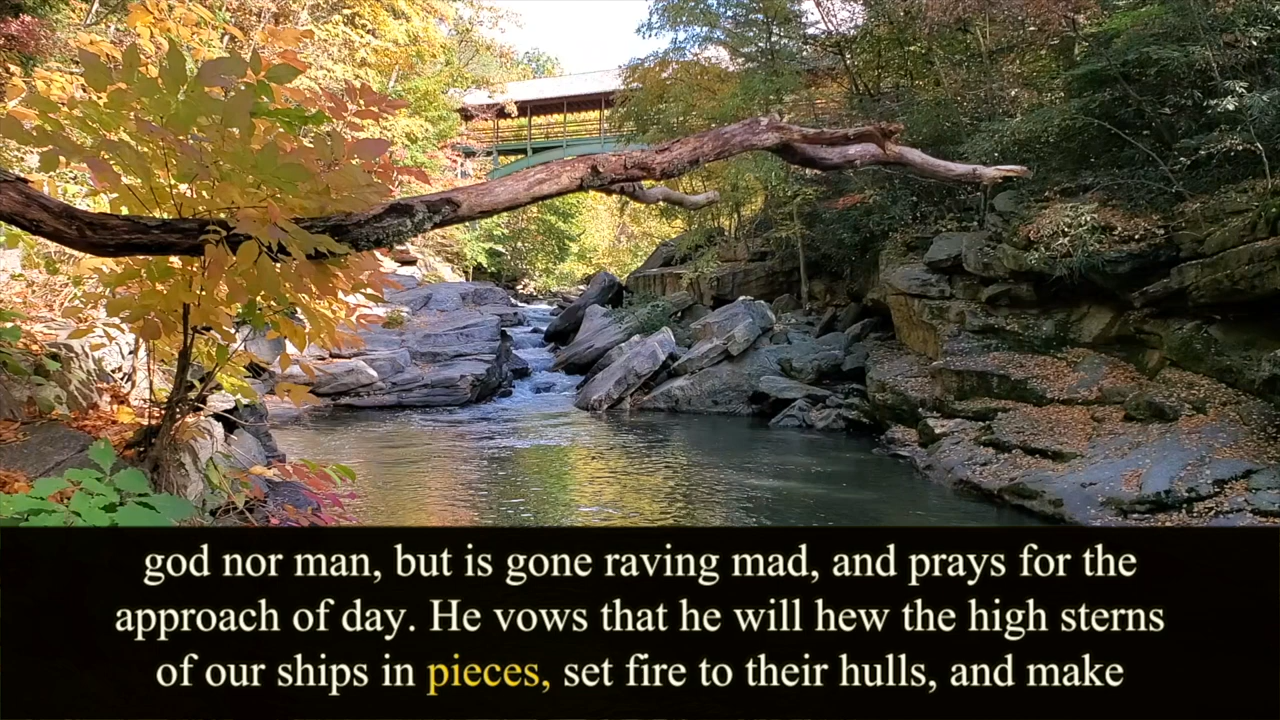 god nor man, but is gone raving mad, and prays for the
approach of day. He vows that he will hew the high sterns
of our ships in pieces, set fire to their hulls, and make